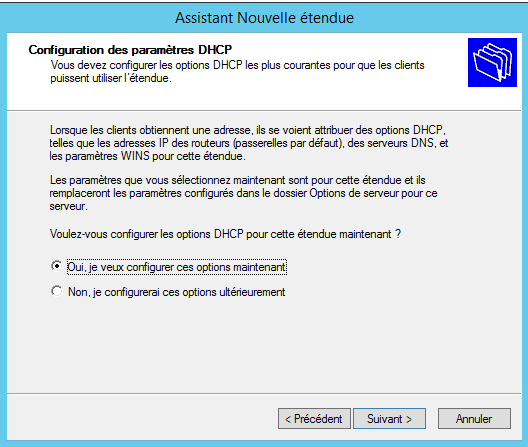 Assistant Nouvelle étendue
Configuration des paramètres DHCP
Vous devez configurer les options DHCP les plus courantes pour que les clients
puissent utiliser l'étendue.
Lorsque les clients obtiennent une adresse, ils se voient attribuer des options DHCP,
telles que les adresses IP des routeurs (passerelles par défaut), des serveurs DNS, et
les paramètres WINS pour cette étendue.
Les paramètres que vous sélectionnez maintenant sont pour cette étendue et ils
remplaceront les paramètres configurés dans le dossier Options de serveur pour ce
serveur.
Voulez-vous configurer les options DHCP pour cette étendue maintenant ?
Oui, je veux configurer ces options maintenant
Non, je configurerai ces options ultérieurement
< Précédent Suivant > Annuler